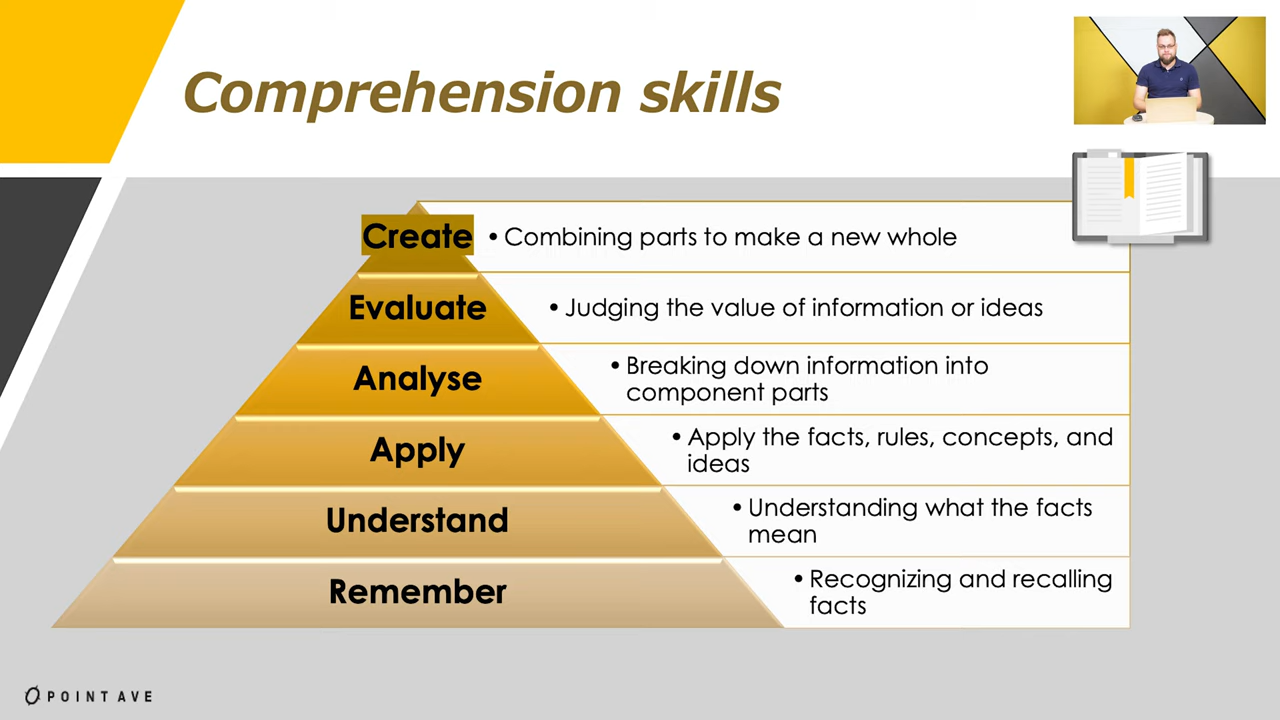 Comprehension skills
Create
• Combining parts to make a new whole
Evaluate
• Judging the value of information or ideas
Analyse
• Breaking down information into
component parts
Apply
• Apply the facts, rules, concepts, and
ideas
Understand
• Understanding what the facts
mean
Remember
• Recognizing and recalling
facts
POINT AVE